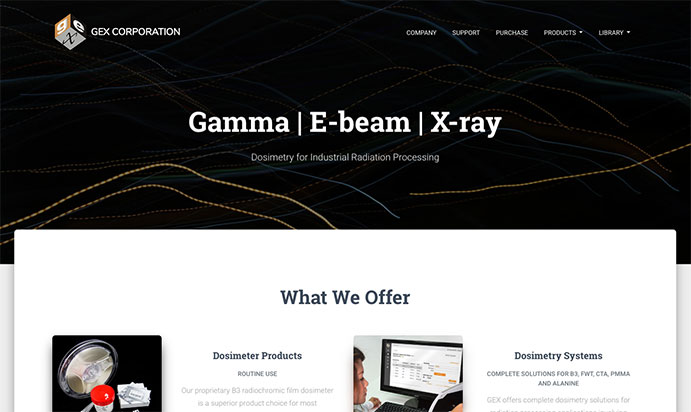 gex GEX CORPORATION
COMPANY SUPPORT PURCHASE PRODUCTS LIBRARY
Gamma | E-beam | X-ray
Dosimetry for Industrial Radiation Processing
What We Offer
Dosimeter Products
ROUTINE USE
Our proprietary B3 radiochromic film dosimeter
is a superior product choice for most
Dosimetry Systems
COMPLETE SOLUTIONS FOR B3, FWT, CTA, PMMA
AND ALANINE
GEX offers complete dosimetry solutions for